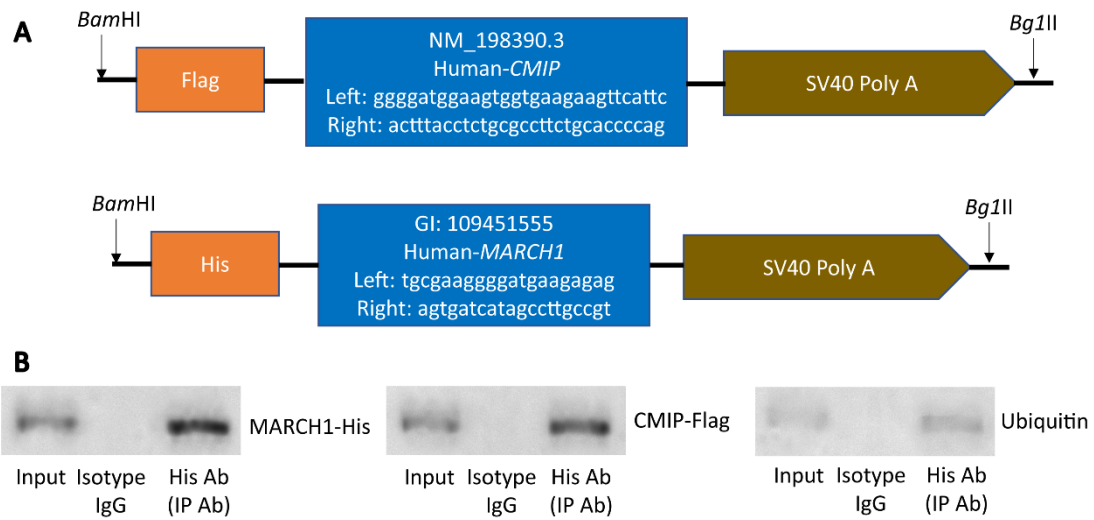 A
BamHI
Bg1II
Flag
NM_198390.3
Human-CMIP
Left: ggggatggaagtggtgaagaagttcattc
Right: actttacctctgcgccttctgcaccccag
SV40 Poly A
BamHI
Bg1II
His
GI: 109451555
Human-MARCH1
Left: tgcgaaggggatgaagagag
Right: agtgatcatagccttgccgt
SV40 Poly A
B
MARCH1-His
CMIP-Flag
Ubiquitin
Input Isotype IgG His Ab (IP Ab)
Input Isotype IgG His Ab (IP Ab)
Input Isotype IgG His Ab (IP Ab)